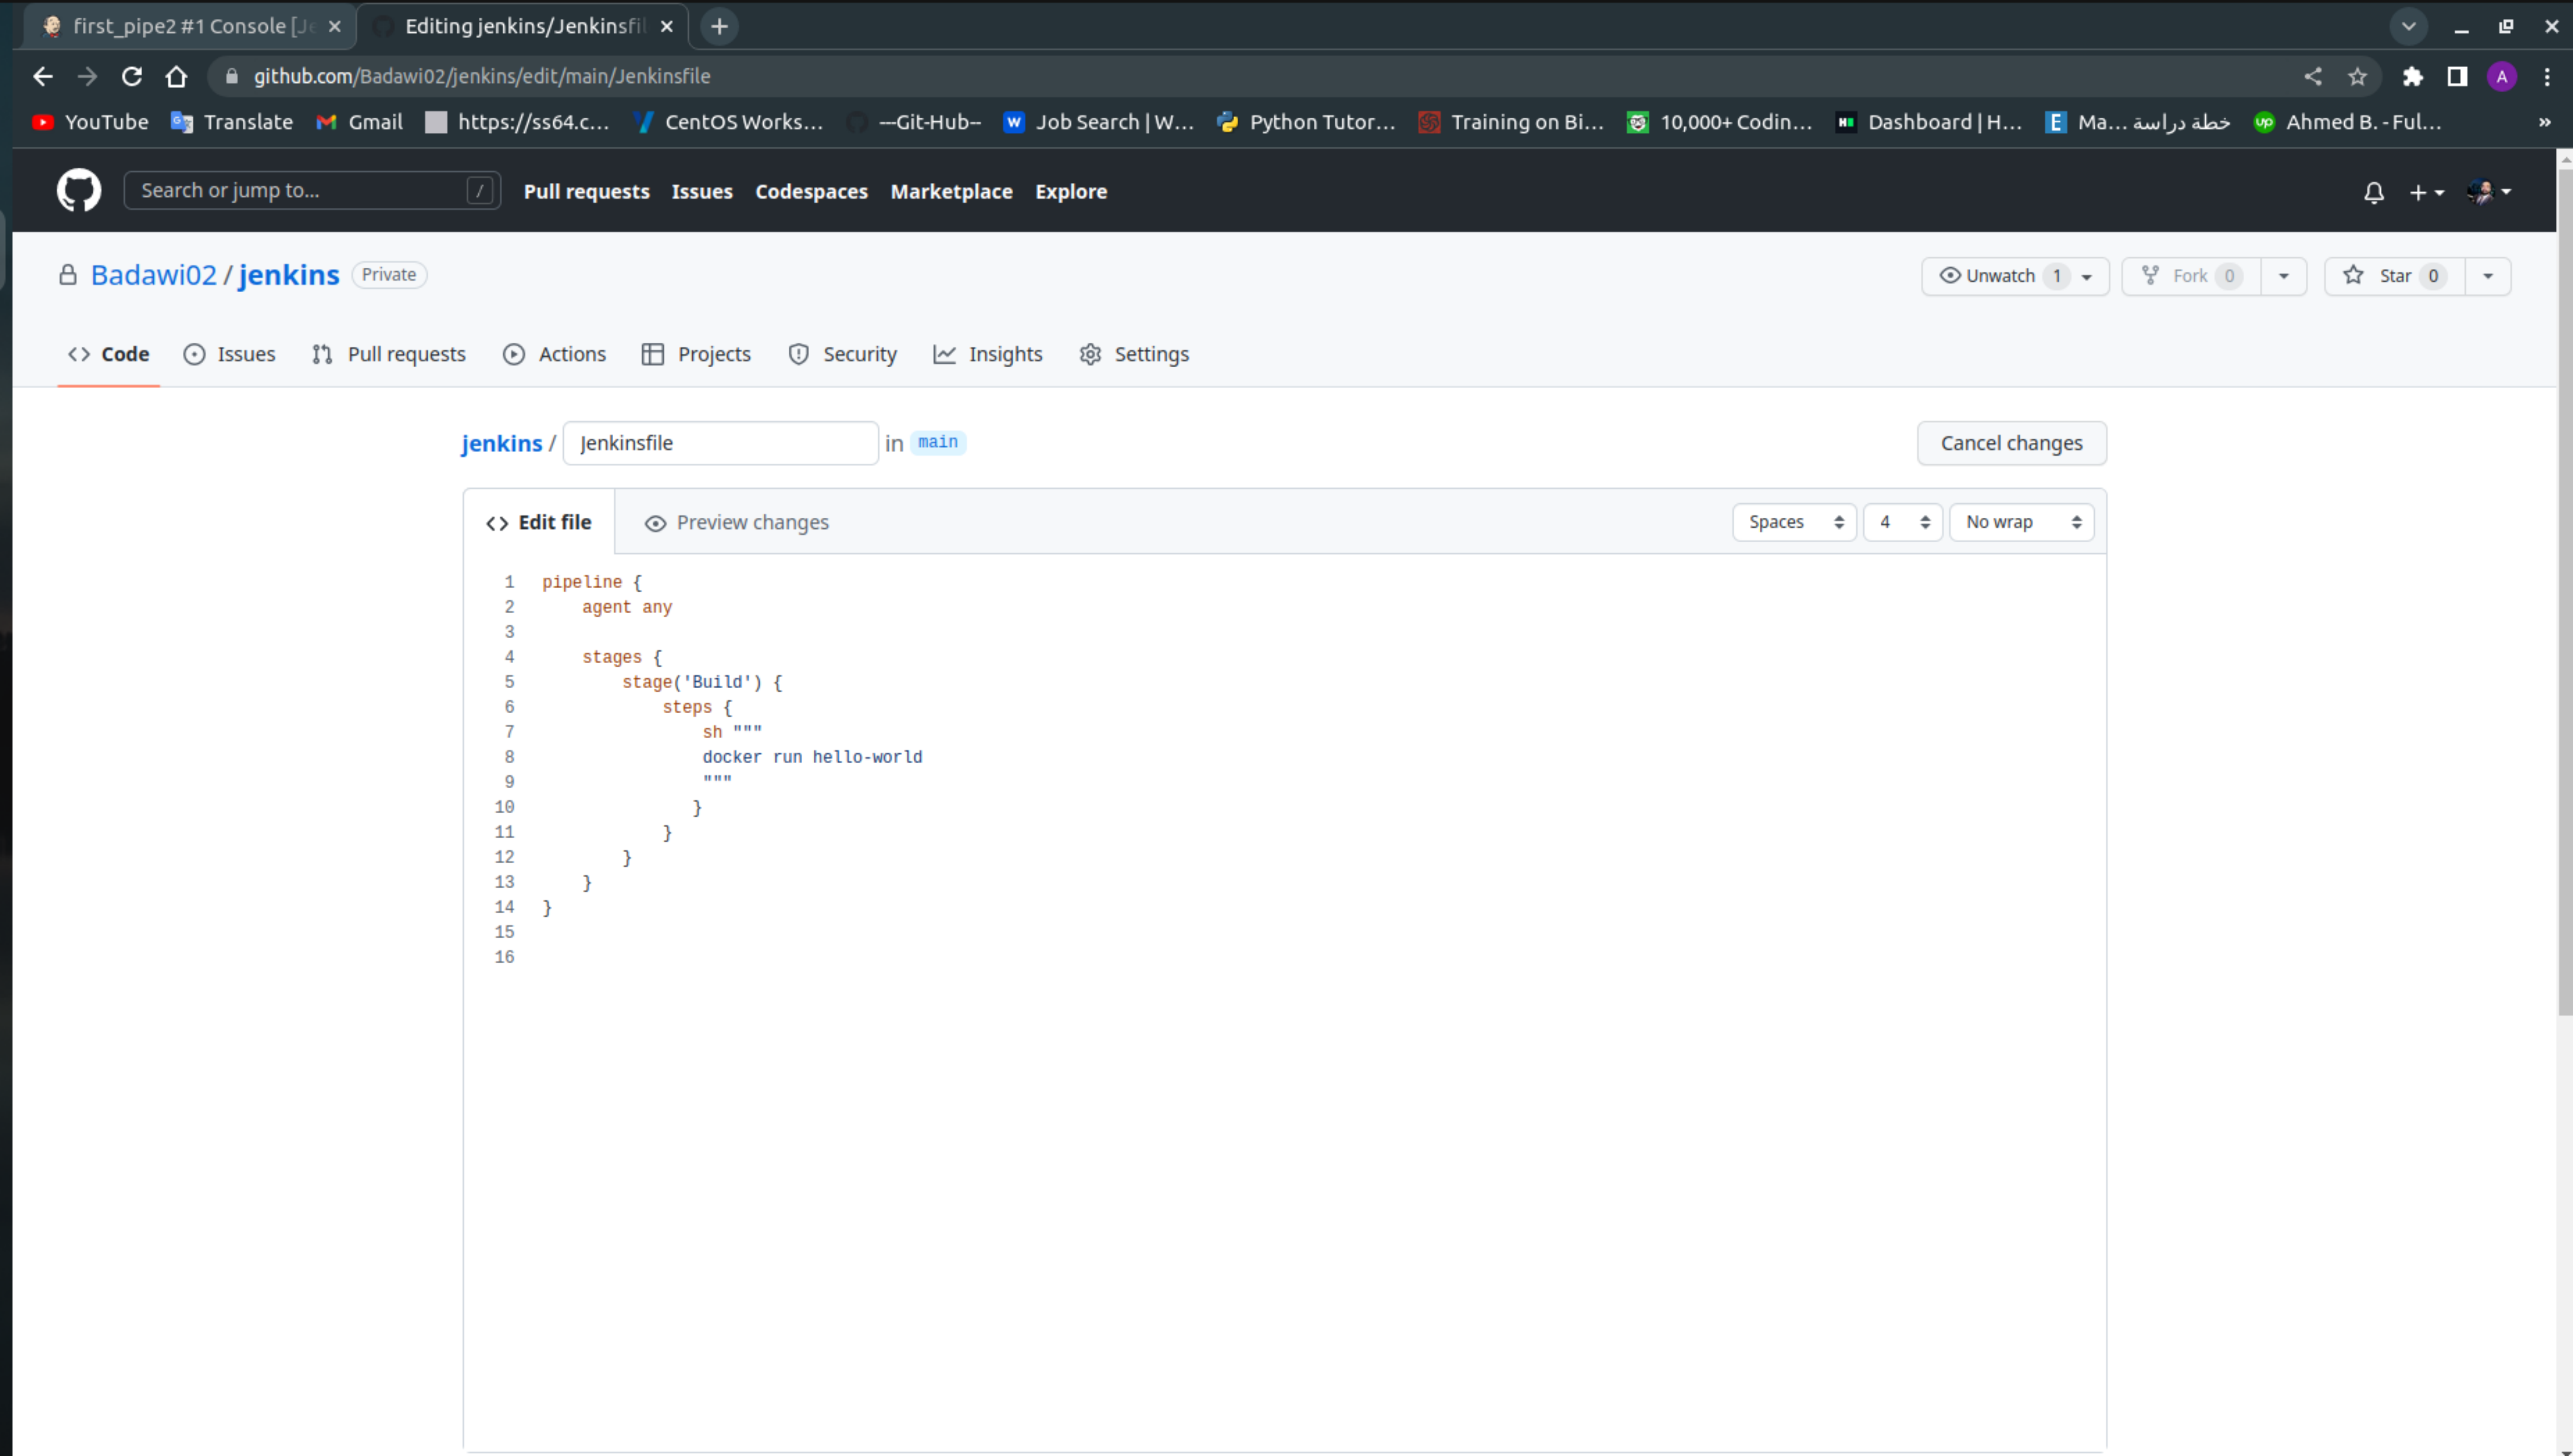 first_pipe2 #1 Console [Je
Editing jenkins/Jenkinsfil
github.com/Badawi02/jenkins/edit/main/Jenkinsfile
A
YouTube Translate Gmail https://ss64.c... CentOS Works... ---Git-Hub-- Job Search | W... Python Tutor... Training on Bi... 10,000+ Codin... Dashboard | H... Ma... خطة دراسة Ahmed B. - Ful... »
Search or jump to... / Pull requests Issues Codespaces Marketplace Explore
Badawi02 / jenkins Private
Unwatch 1 Fork 0 Star 0
Code Issues Pull requests Actions Projects Security Insights Settings
jenkins / Jenkinsfile in main Cancel changes
<> Edit file Preview changes Spaces 4 No wrap
1 pipeline {
2     agent any
3
4     stages {
5         stage('Build') {
6             steps {
7                 sh """
8                 docker run hello-world
9                 """
10                }
11             }
12         }
13     }
14 }
15
16